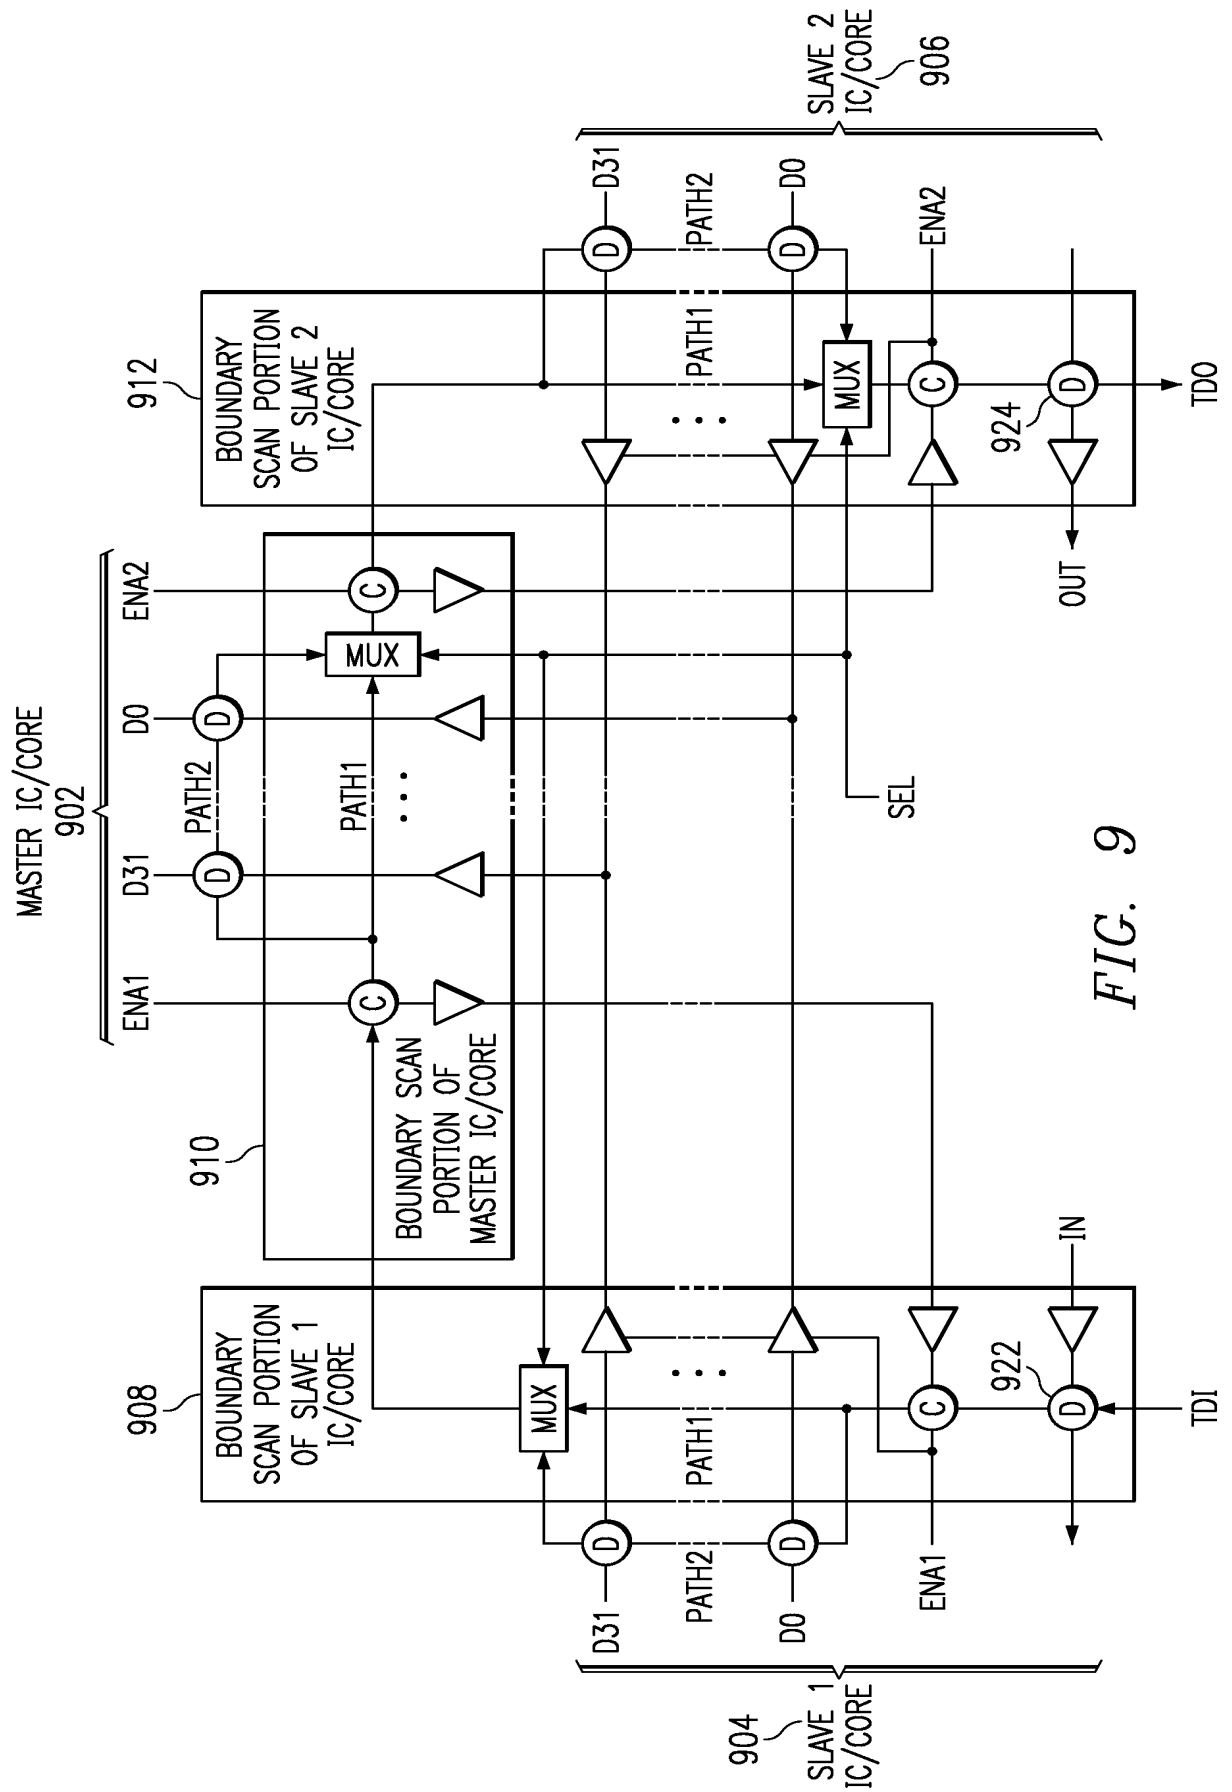 MASTER IC/CORE
902
ENA1
D31
D0
ENA2
PATH2
D
D
910
BOUNDARY SCAN
PORTION OF
MASTER IC/CORE
C
PATH1
MUX
C
908
BOUNDARY
SCAN PORTION
OF SLAVE 1
IC/CORE
912
BOUNDARY
SCAN PORTION
OF SLAVE 2
IC/CORE
MUX
D31
D
D
D31
PATH2
PATH1
PATH1
PATH2
D0
D
D
D0
MUX
SEL
904
SLAVE 1
IC/CORE
SLAVE 2
IC/CORE
906
ENA1
C
C
ENA2
922
D
IN
OUT
924
D
TDI
TDO
FIG. 9